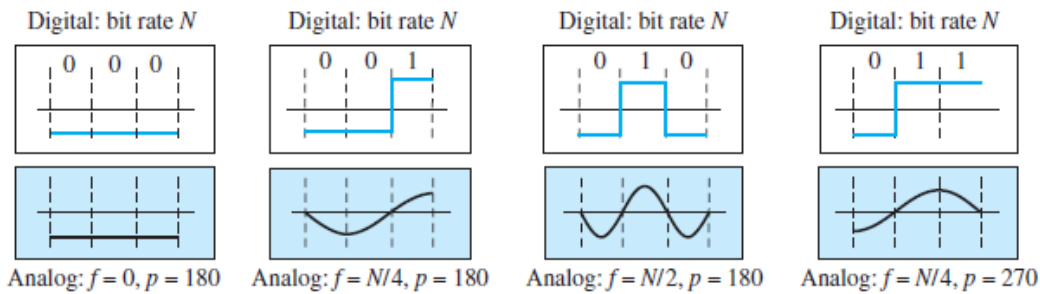 Digital: bit rate N
Digital: bit rate N
Digital: bit rate N
Digital: bit rate N
0 0 0
0 0 1
0 1 0
0 1 1
Analog: f = 0, p = 180
Analog: f = N/4, p = 180
Analog: f = N/2, p = 180
Analog: f = N/4, p = 270